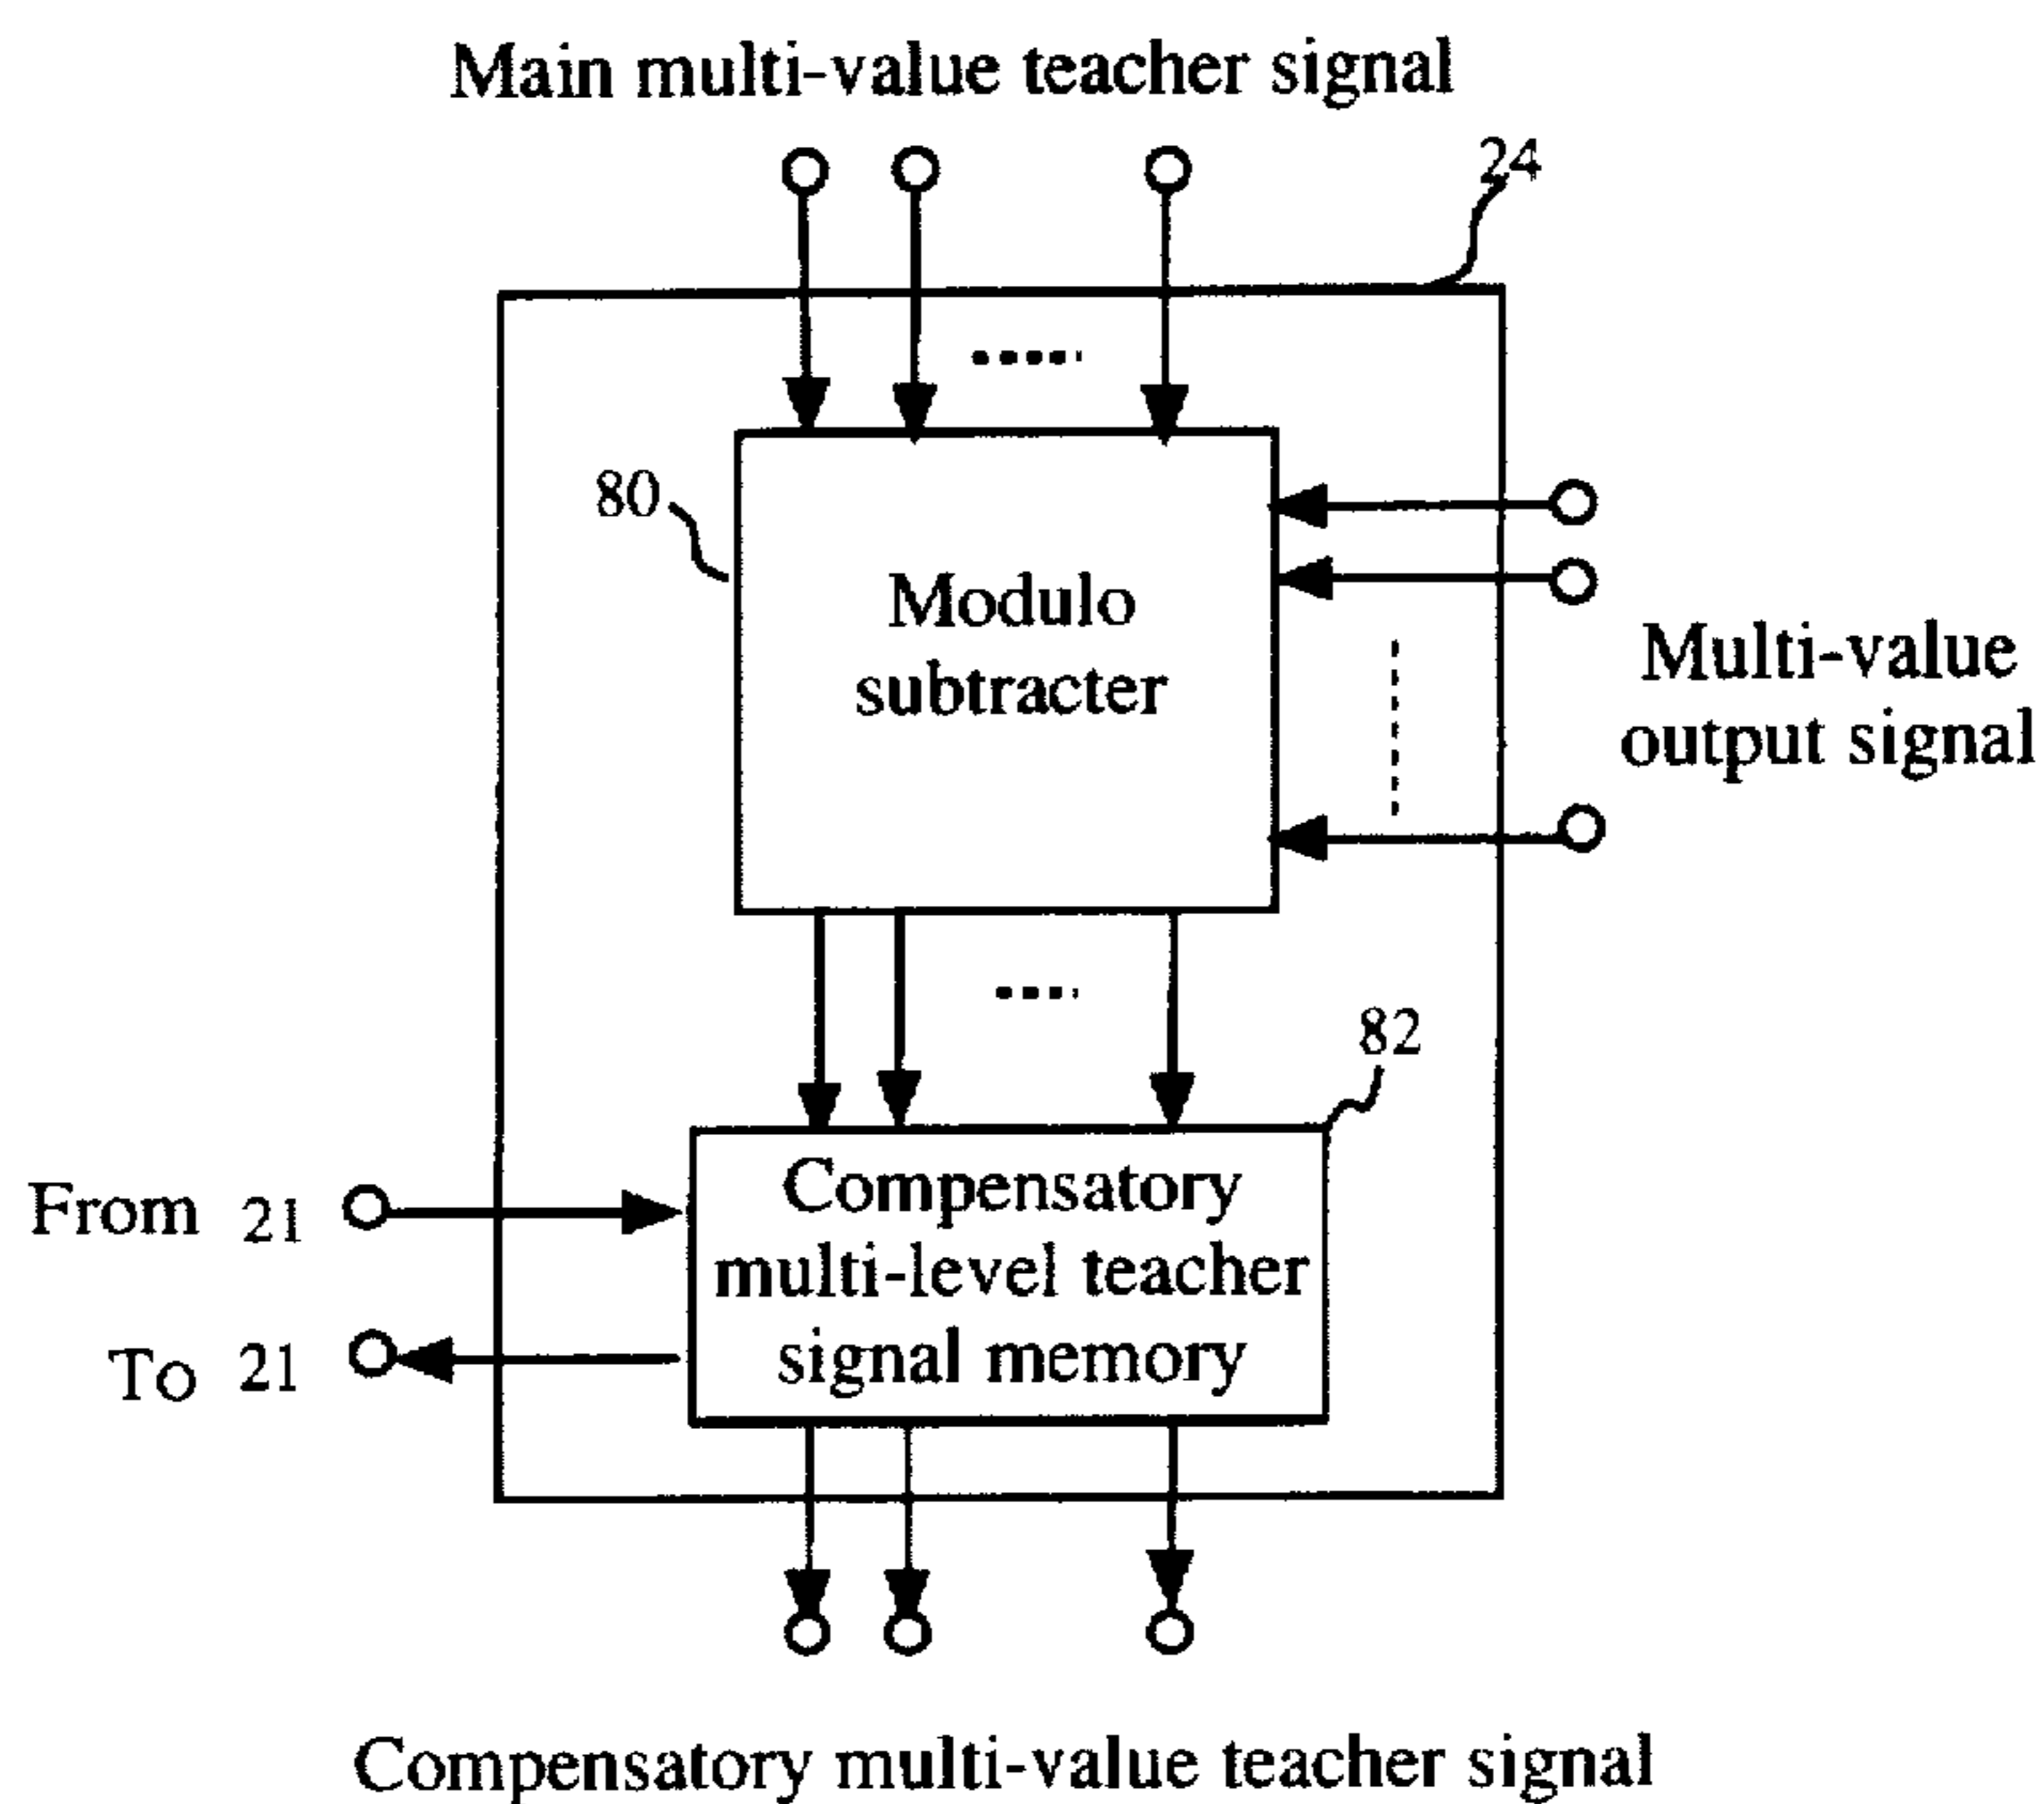 Main multi-value teacher signal
24
80
Modulo
subtracter
Multi-value
output signal
82
Compensatory
multi-level teacher
signal memory
From 21
To 21
Compensatory multi-value teacher signal